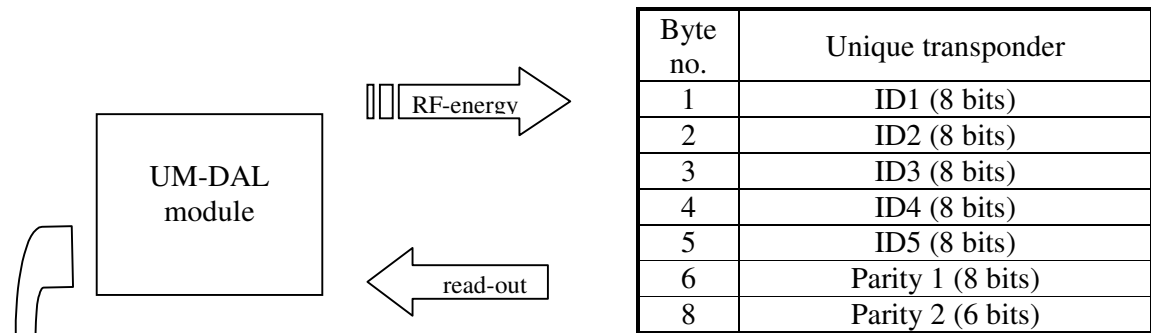 UM-DAL
module
RF-energy
read-out
Byte
no.
Unique transponder
1 ID1 (8 bits)
2 ID2 (8 bits)
3 ID3 (8 bits)
4 ID4 (8 bits)
5 ID5 (8 bits)
6 Parity 1 (8 bits)
8 Parity 2 (6 bits)